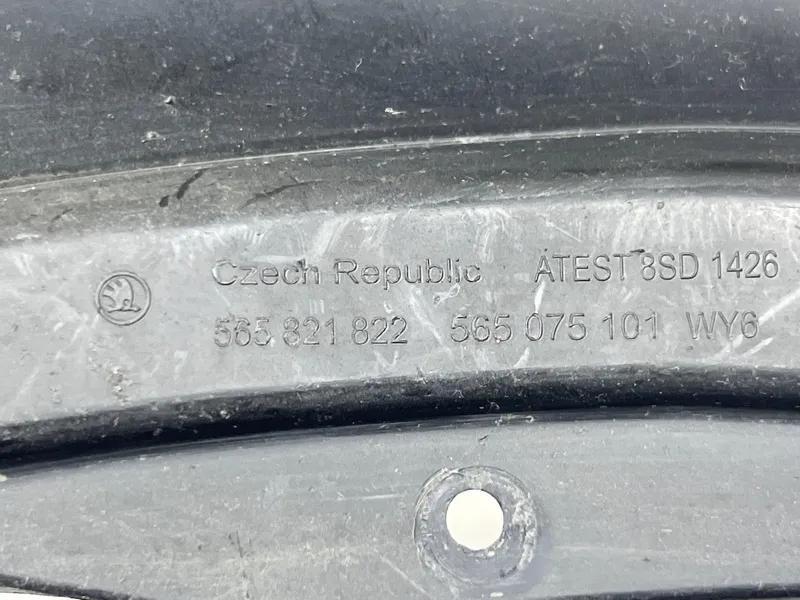 Czech Republic ATEST 8SD 1426
565 821 822 565 075 101 WY6